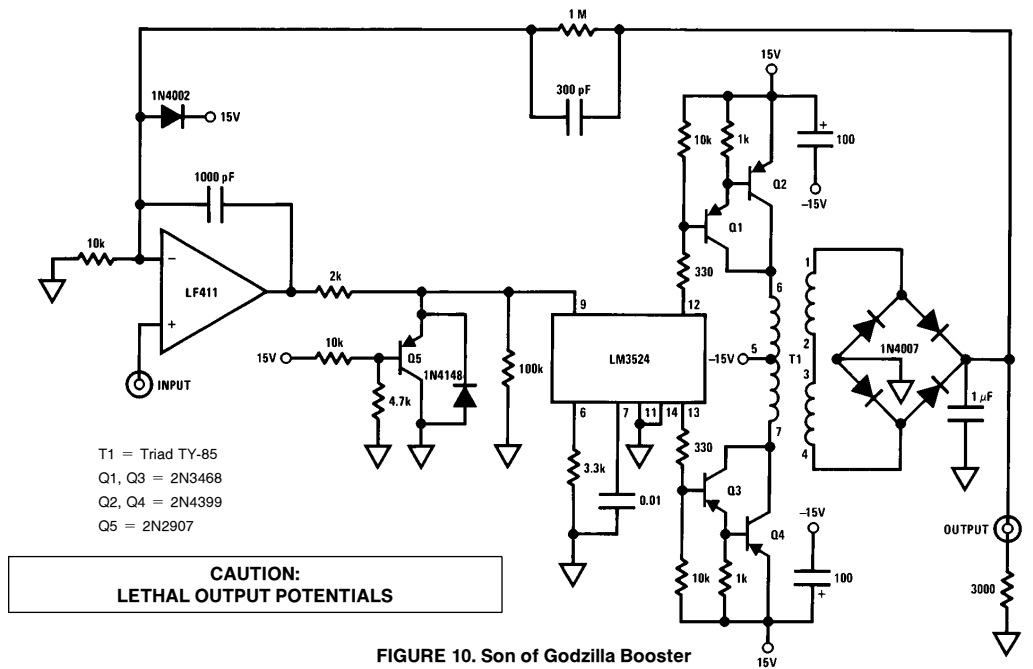 1 M
300 pF
1N4002
15V
1000 pF
10k
−
LF411
+
INPUT
2k
15V
10k
Q5
1N4148
4.7k
100k
9
12
LM3524
6
7
11
14
13
3.3k
0.01
330
330
15V
10k
1k
Q1
Q2
+
100
−15V
6
−15V
5
T1
7
1
2
3
4
1N4007
1 µF
Q3
Q4
10k
1k
−15V
100
+
15V
OUTPUT
3000
T1 = Triad TY-85
Q1, Q3 = 2N3468
Q2, Q4 = 2N4399
Q5 = 2N2907
CAUTION:
LETHAL OUTPUT POTENTIALS
FIGURE 10. Son of Godzilla Booster